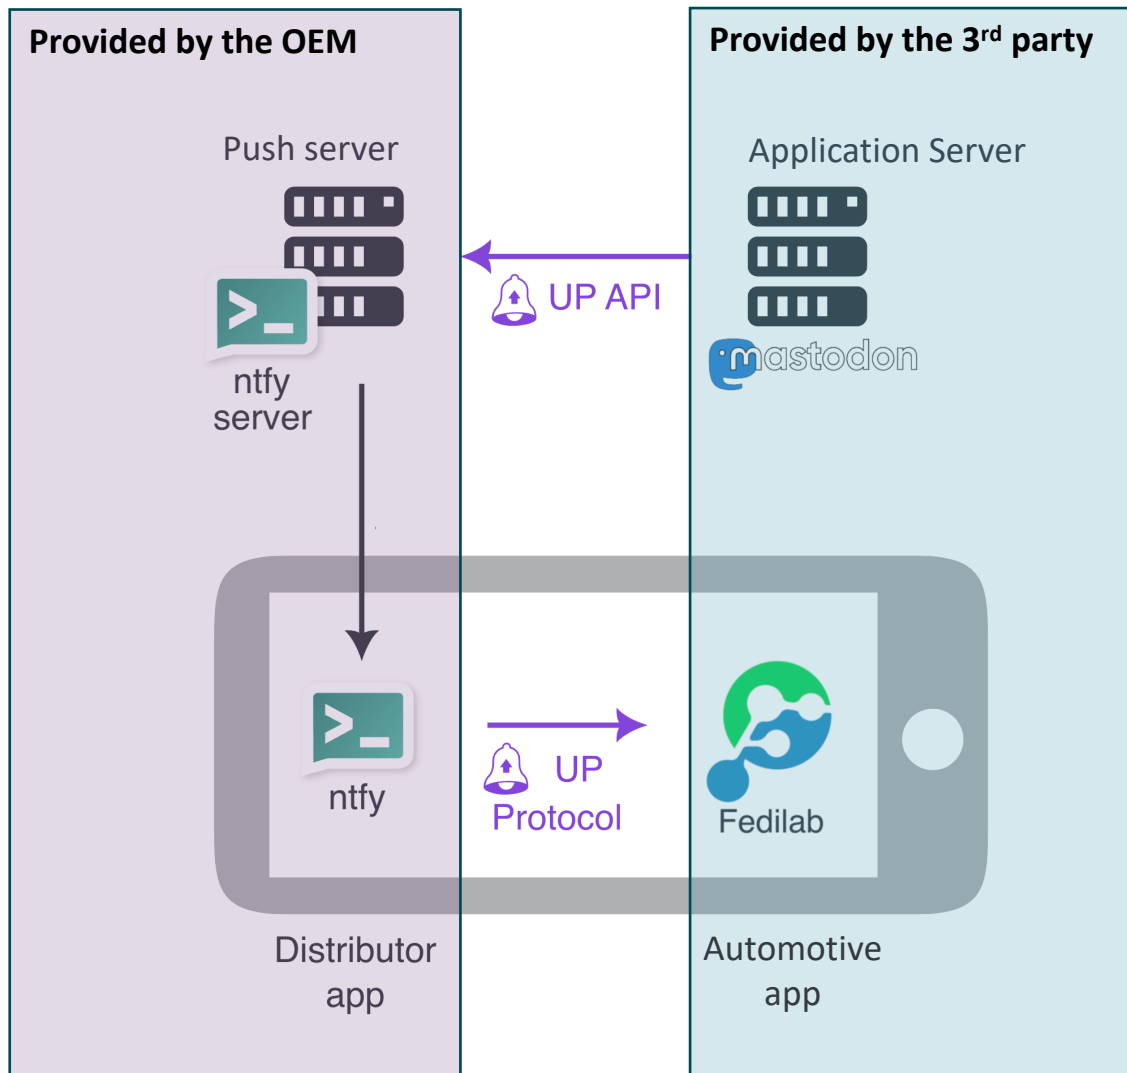 Provided by the OEM
Provided by the 3rd party
Push server
Application Server
>_
UP API
mastodon
ntfy
server
>_
ntfy
UP
Protocol
Fedilab
Distributor
app
Automotive
app